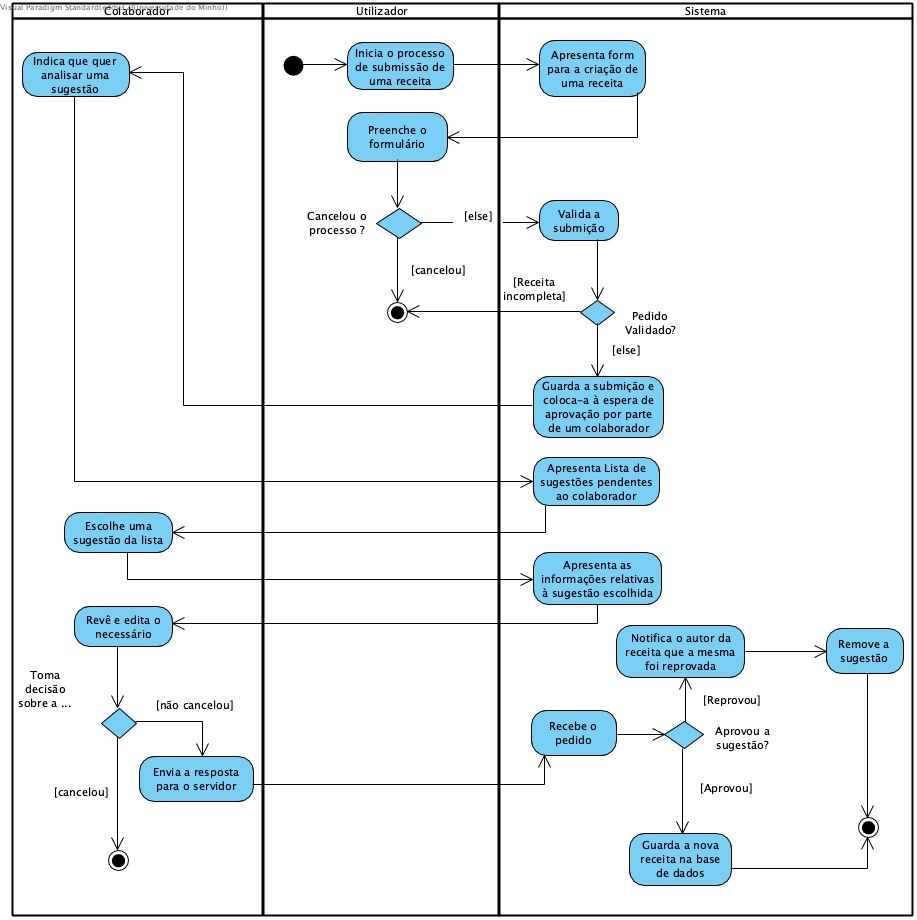 Visual Paradigm Standard
Colaborador
Utilizador
Sistema
Indica que quer
analisar uma
sugestão
Inicia o processo
de submissão de
uma receita
Apresenta form
para a criação de
uma receita
Preenche o
formulário
Cancelou o
processo ?
[else]
Valida a
submição
[cancelou]
[Receita
incompleta]
Pedido
Validado?
[else]
Guarda a submição e
coloca-a à espera de
aprovação por parte
de um colaborador
Apresenta Lista de
sugestões pendentes
ao colaborador
Escolhe uma
sugestão da lista
Apresenta as
informações relativas
à sugestão escolhida
Revê e edita o
necessário
Notifica o autor da
receita que a mesma
foi reprovada
Remove a
sugestão
Toma
decisão
sobre a ...
[não cancelou]
[Reprovou]
Recebe o
pedido
Aprovou a
sugestão?
Envia a resposta
para o servidor
[cancelou]
[Aprovou]
Guarda a nova
receita na base
de dados